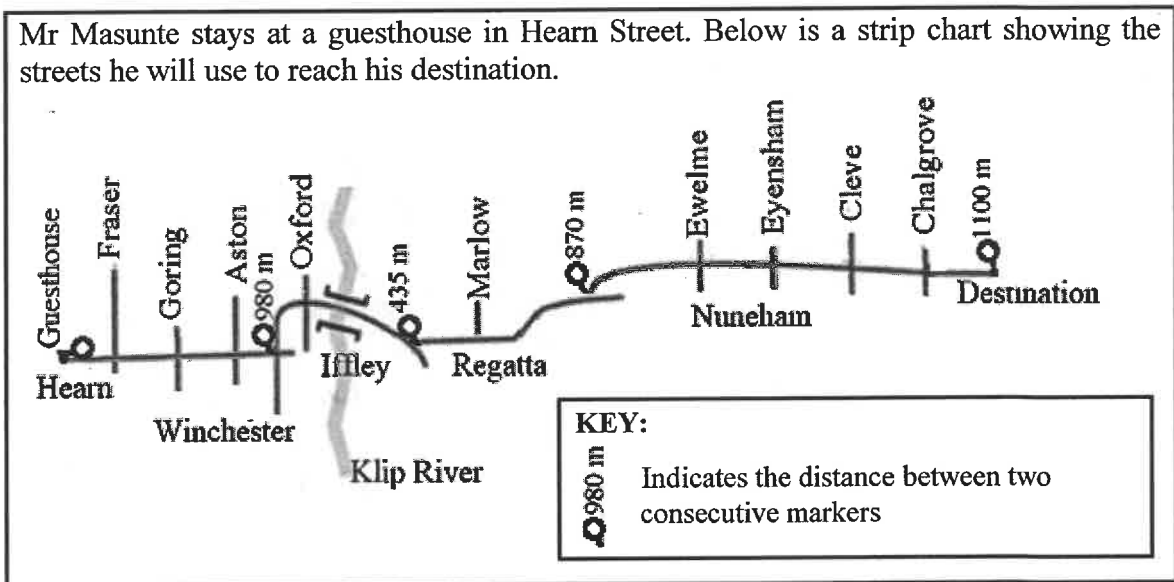 Mr Masunte stays at a guesthouse in Hearn Street. Below is a strip chart showing the
streets he will use to reach his destination.
Guesthouse
Fraser
Goring
Aston
980 m
Oxford
435 m
Marlow
870 m
Ewelme
Eyensham
Cleve
Chalgrove
1100 m
Hearn
Winchester
Iffley
Regatta
Nuneham
Destination
Klip River
KEY:
980 m
Indicates the distance between two
consecutive markers